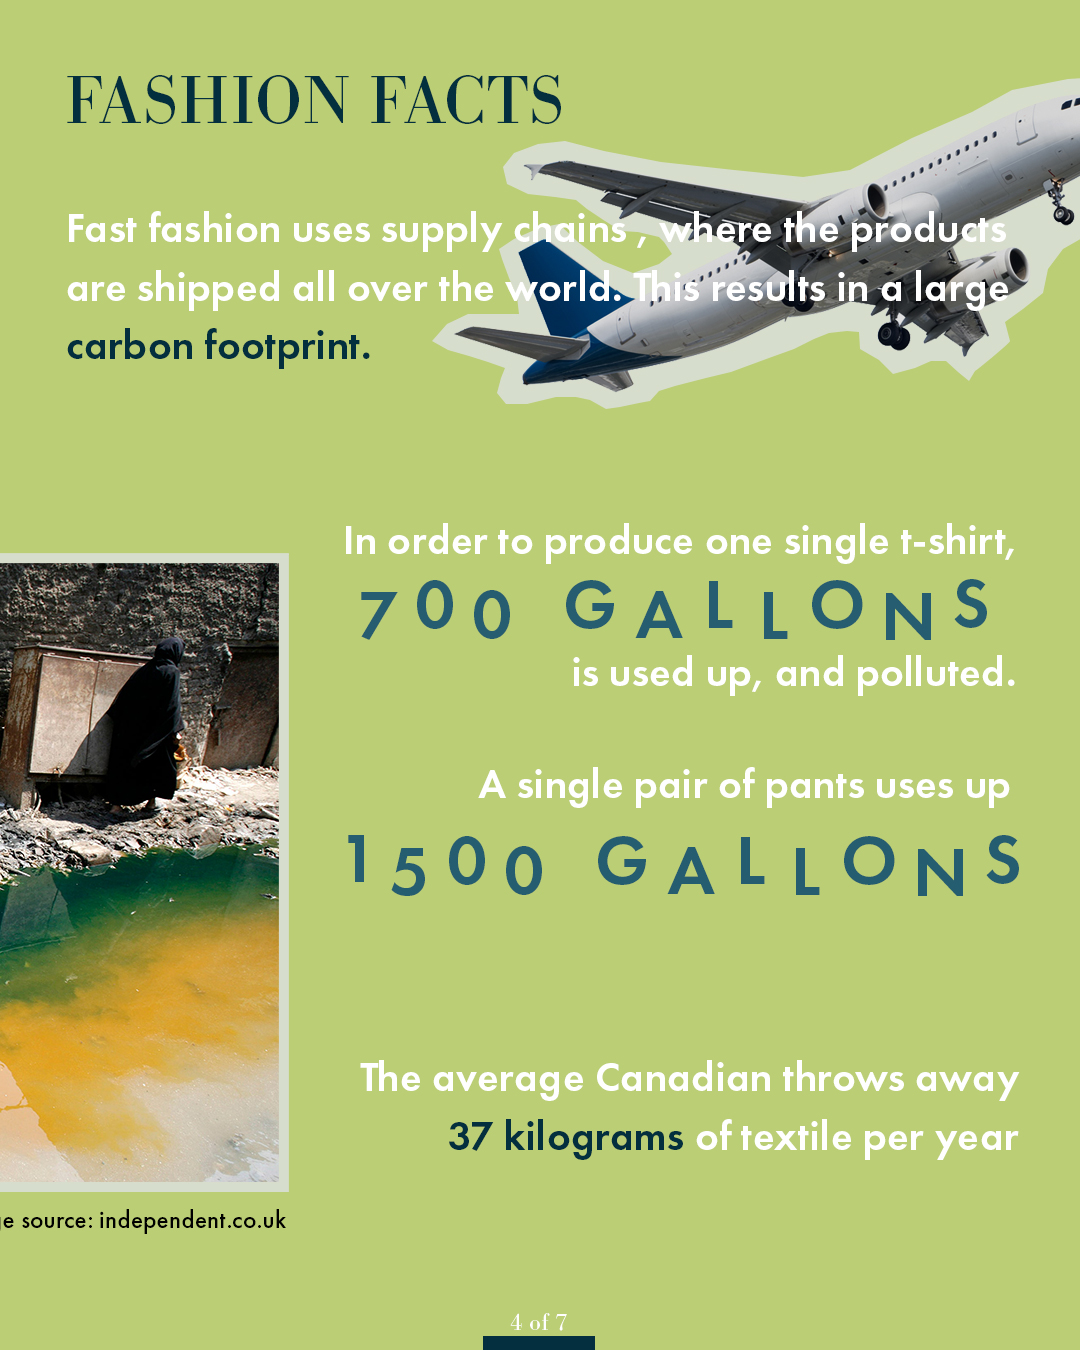 FASHION FACTS
Fast fashion uses supply chains , where the products
are shipped all over the world. This results in a large
carbon footprint.
In order to produce one single t-shirt,
700 GALLONS
is used up, and polluted.
A single pair of pants uses up
1500 GALLONS
The average Canadian throws away
37 kilograms of textile per year
source: independent.co.uk
4 of 7